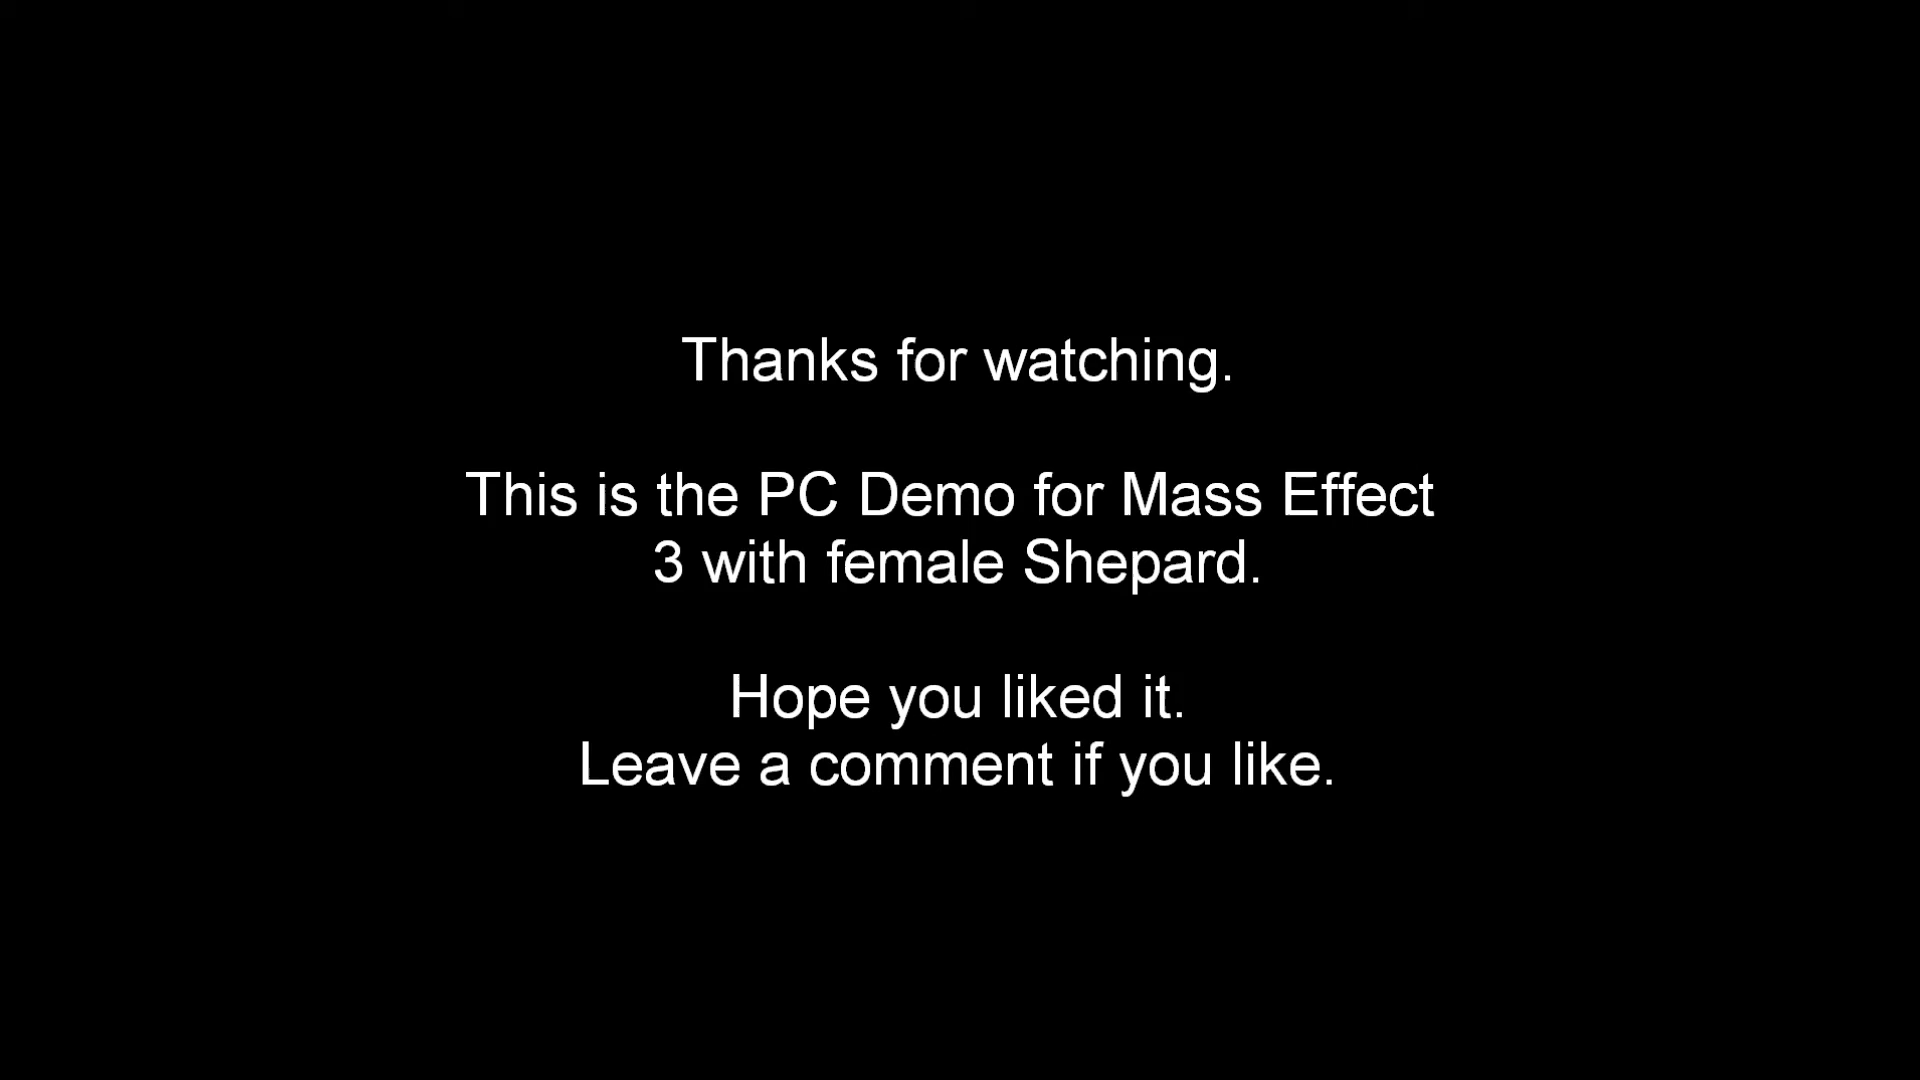 Thanks for watching.
This is the PC Demo for Mass Effect
3 with female Shepard.
Hope you liked it.
Leave a comment if you like.